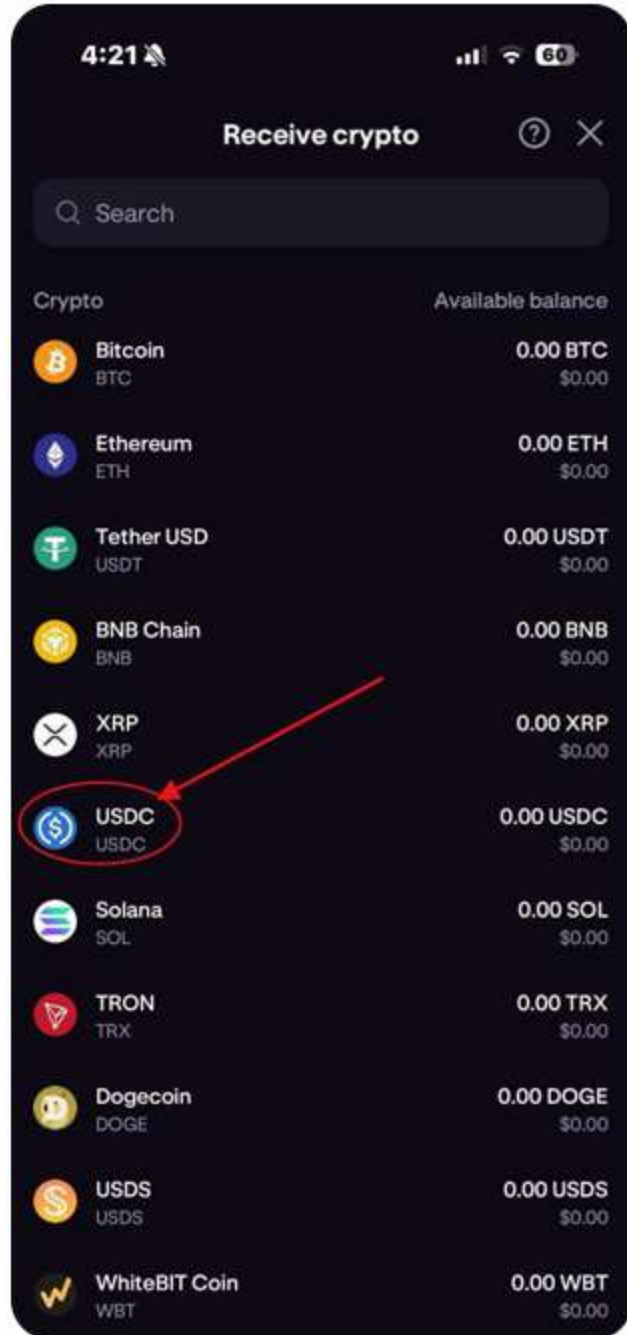 4:21
60
Receive crypto
Search
Crypto Available balance
Bitcoin 0.00 BTC
BTC $0.00
Ethereum 0.00 ETH
ETH $0.00
Tether USD 0.00 USDT
USDT $0.00
BNB Chain 0.00 BNB
BNB $0.00
XRP 0.00 XRP
XRP $0.00
USDC 0.00 USDC
USDC $0.00
Solana 0.00 SOL
SOL $0.00
TRON 0.00 TRX
TRX $0.00
Dogecoin 0.00 DOGE
DOGE $0.00
USDS 0.00 USDS
USDS $0.00
WhiteBIT Coin 0.00 WBT
WBT $0.00